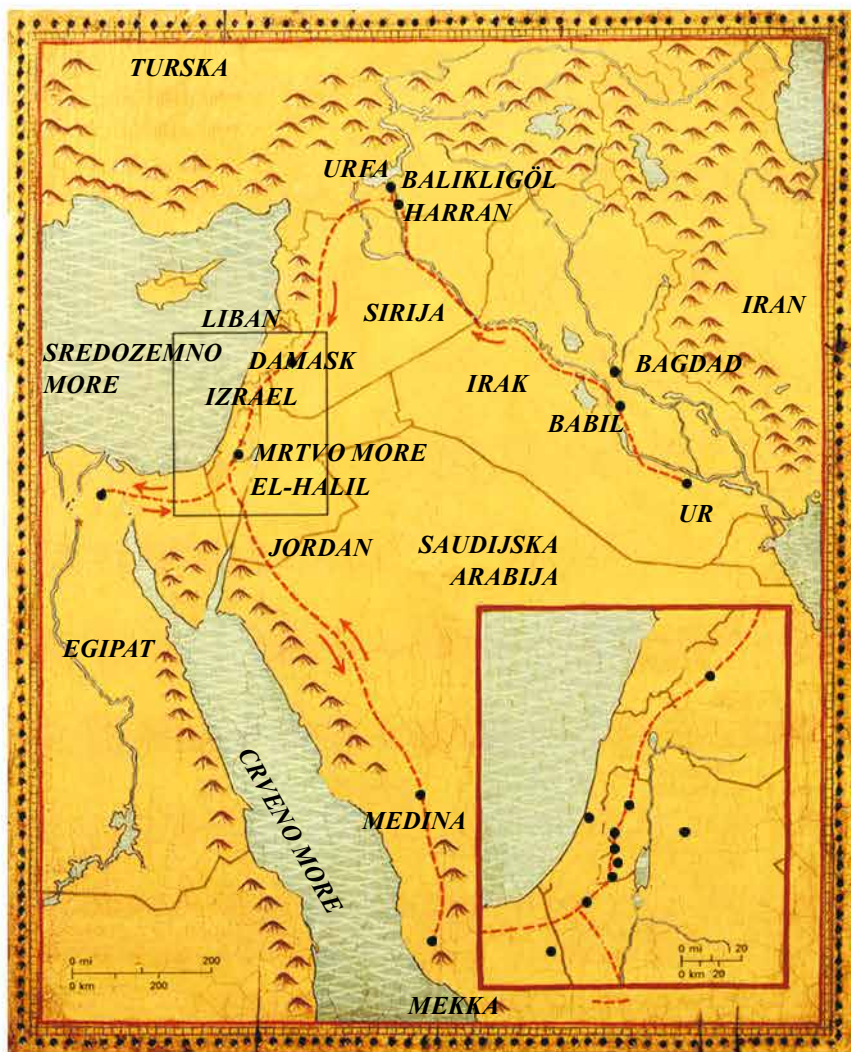 TURSKA
URFA
BALIKLIGÖL
HARRAN
LIBAN
SIRIJA
IRAN
SREDOZEMNO
MORE
DAMASK
IZRAEL
IRAK
BAGDAD
BABIL
MRTVO MORE
EL-HALIL
UR
JORDAN
SAUDIJSKA
ARABIJA
EGIPAT
CRVENO MORE
MEDINA
MEKKA
0 mi 200
0 km 200
0 mi 20
0 km 20